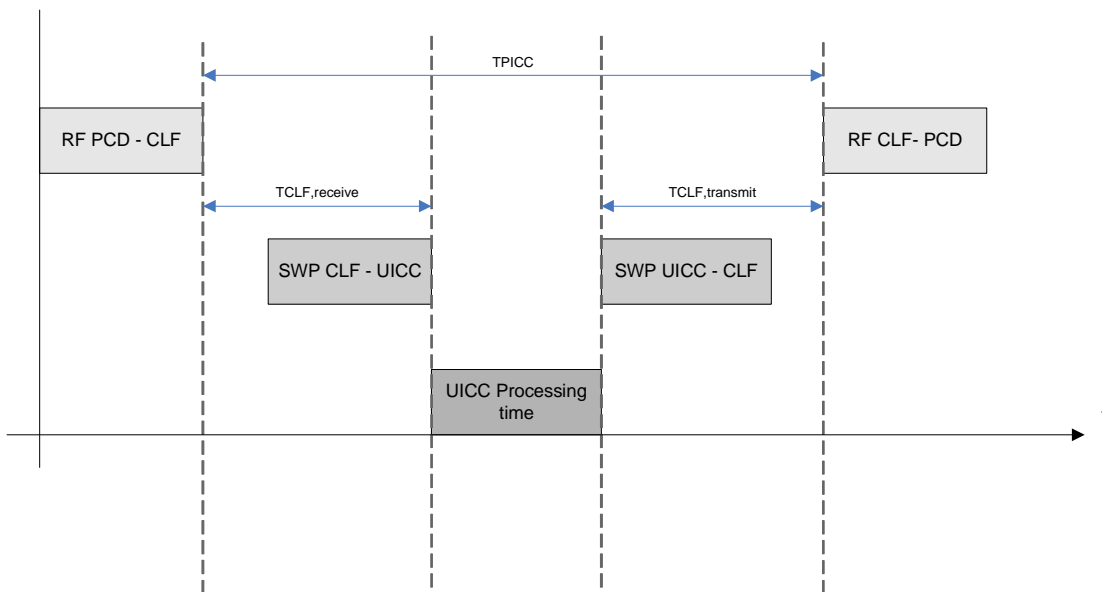 TPICC
RF PCD - CLF
RF CLF- PCD
TCLF,receive
TCLF,transmit
SWP CLF - UICC
SWP UICC - CLF
UICC Processing
time